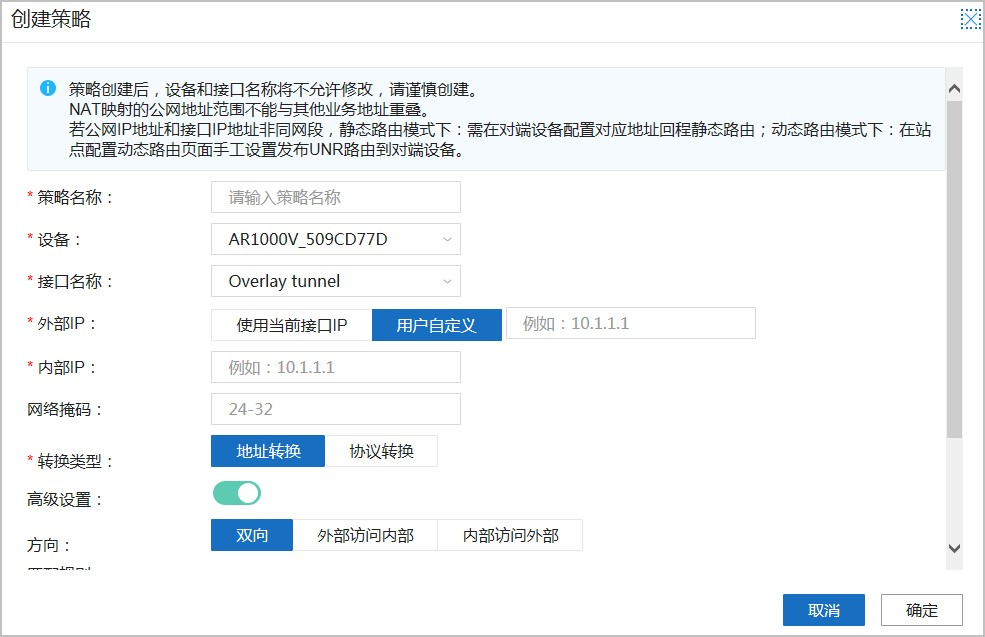 创建策略
策略创建后，设备和接口名称将不允许修改，请谨慎创建。
NAT映射的公网地址范围不能与其他业务地址重叠。
若公网IP地址和接口IP地址非同网段，静态路由模式下：需在对端设备配置对应地址回程静态路由；动态路由模式下：在站
点配置动态路由页面手工设置发布UNR路由到对端设备。
* 策略名称： 请输入策略名称
* 设备： AR1000V_509CD77D
* 接口名称： Overlay tunnel
* 外部IP： 使用当前接口IP 用户自定义 例如：10.1.1.1
* 内部IP： 例如：10.1.1.1
网络掩码： 24-32
* 转换类型： 地址转换 协议转换
高级设置：
方向： 双向 外部访问内部 内部访问外部
取消 确定